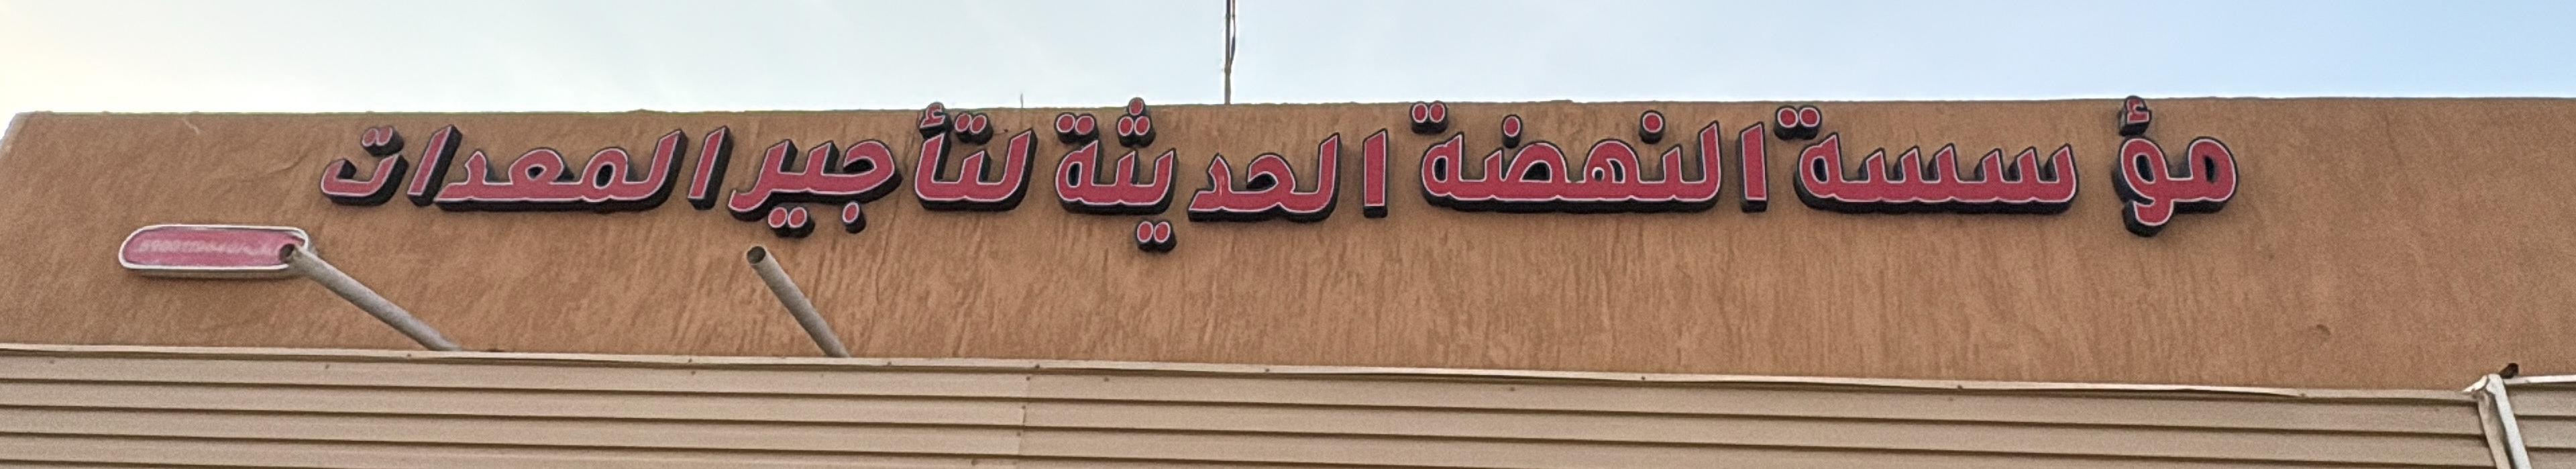 مؤسسة النهضة الحديثة لتأجير المعدات